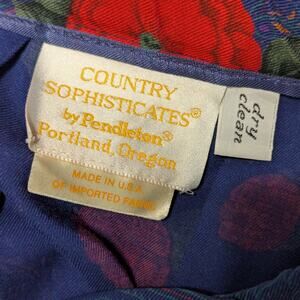 COUNTRY
SOPHISTICATES®
by Pendleton®
Portland, Oregon
MADE IN U.S.A.
OF IMPORTED FABRIC
dry
clean